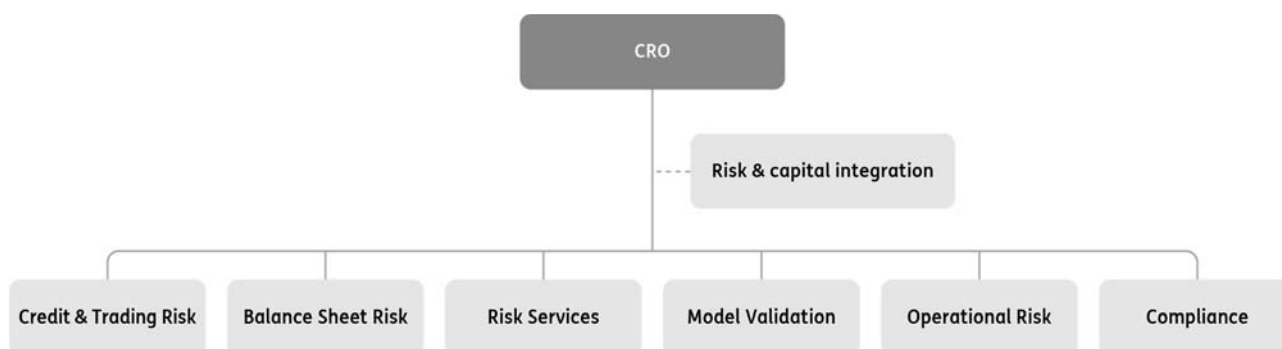 CRO
Risk & capital integration
Credit & Trading Risk
Balance Sheet Risk
Risk Services
Model Validation
Operational Risk
Compliance